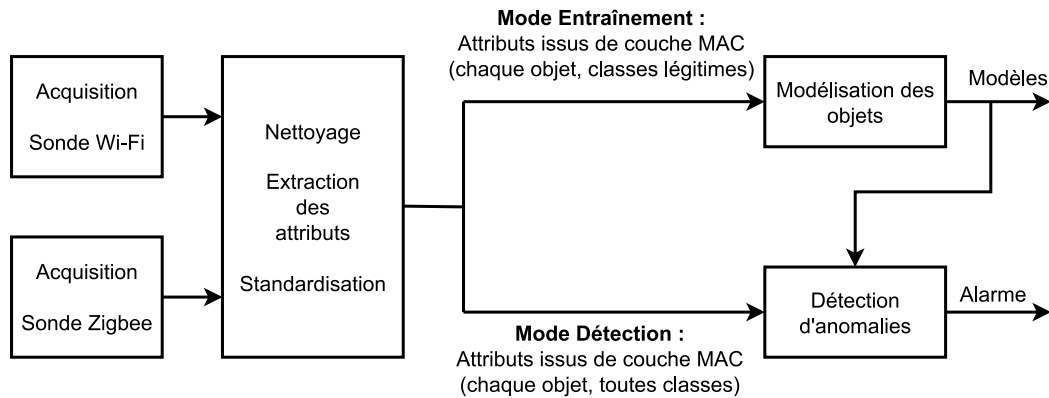 Mode Entraînement :
Attributs issus de couche MAC
(chaque objet, classes légitimes)
Acquisition
Sonde Wi-Fi
Nettoyage
Extraction
des
attributs
Standardisation
Modélisation des
objets
Modèles
Acquisition
Sonde Zigbee
Mode Détection :
Attributs issus de couche MAC
(chaque objet, toutes classes)
Détection
d'anomalies
Alarme